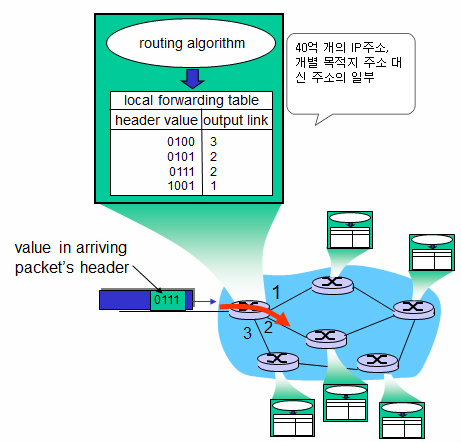 routing algorithm
local forwarding table
header value output link
0100 3
0101 2
0111 2
1001 1
40억 개의 IP주소,
개별 목적지 주소 대
신 주소의 일부
value in arriving
packet's header
0111
1
2
3